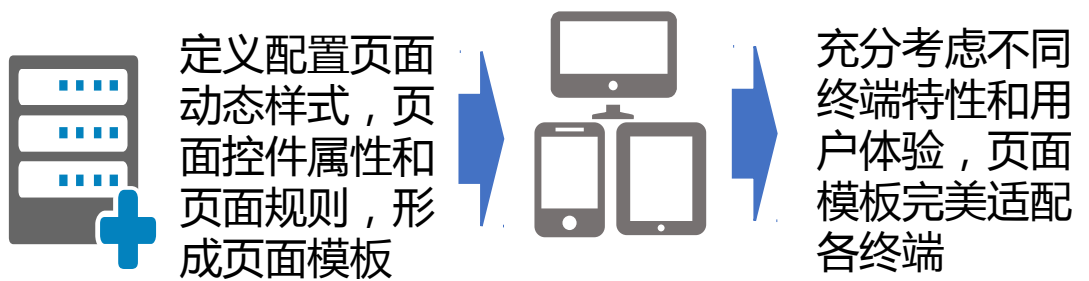 定义配置页面
动态样式，页
面控件属性和
页面规则，形
成页面模板
充分考虑不同
终端特性和用
户体验，页面
模板完美适配
各终端